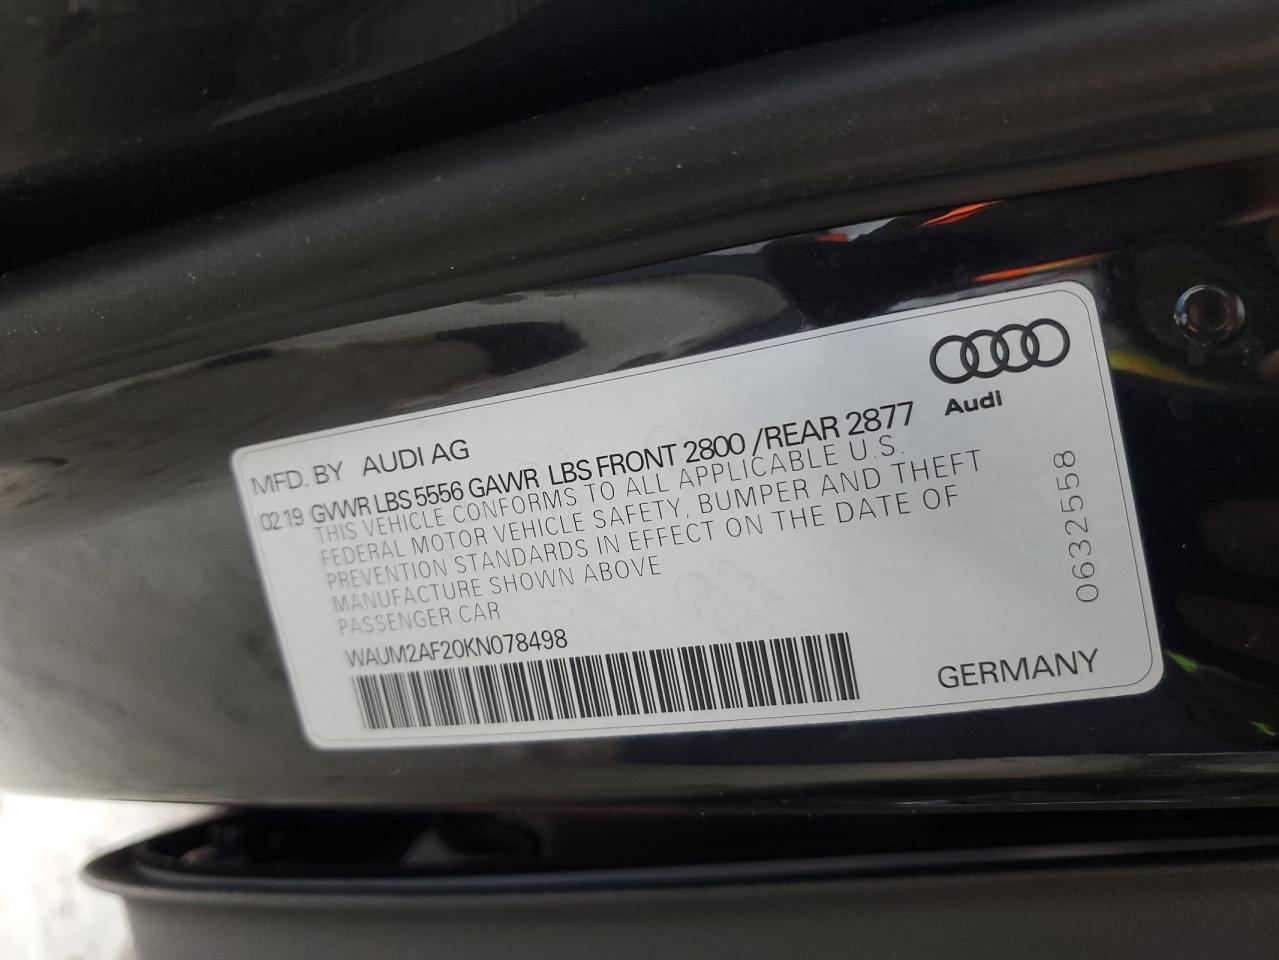 MFD. BY AUDI AG
Audi
02 19 GVWR LBS 5556 GAWR LBS FRONT 2800 /REAR 2877
THIS VEHICLE CONFORMS TO ALL APPLICABLE U.S.
FEDERAL MOTOR VEHICLE SAFETY, BUMPER AND THEFT
PREVENTION STANDARDS IN EFFECT ON THE DATE OF
MANUFACTURE SHOWN ABOVE
PASSENGER CAR
WAUM2AF20KN078498
GERMANY
0632558